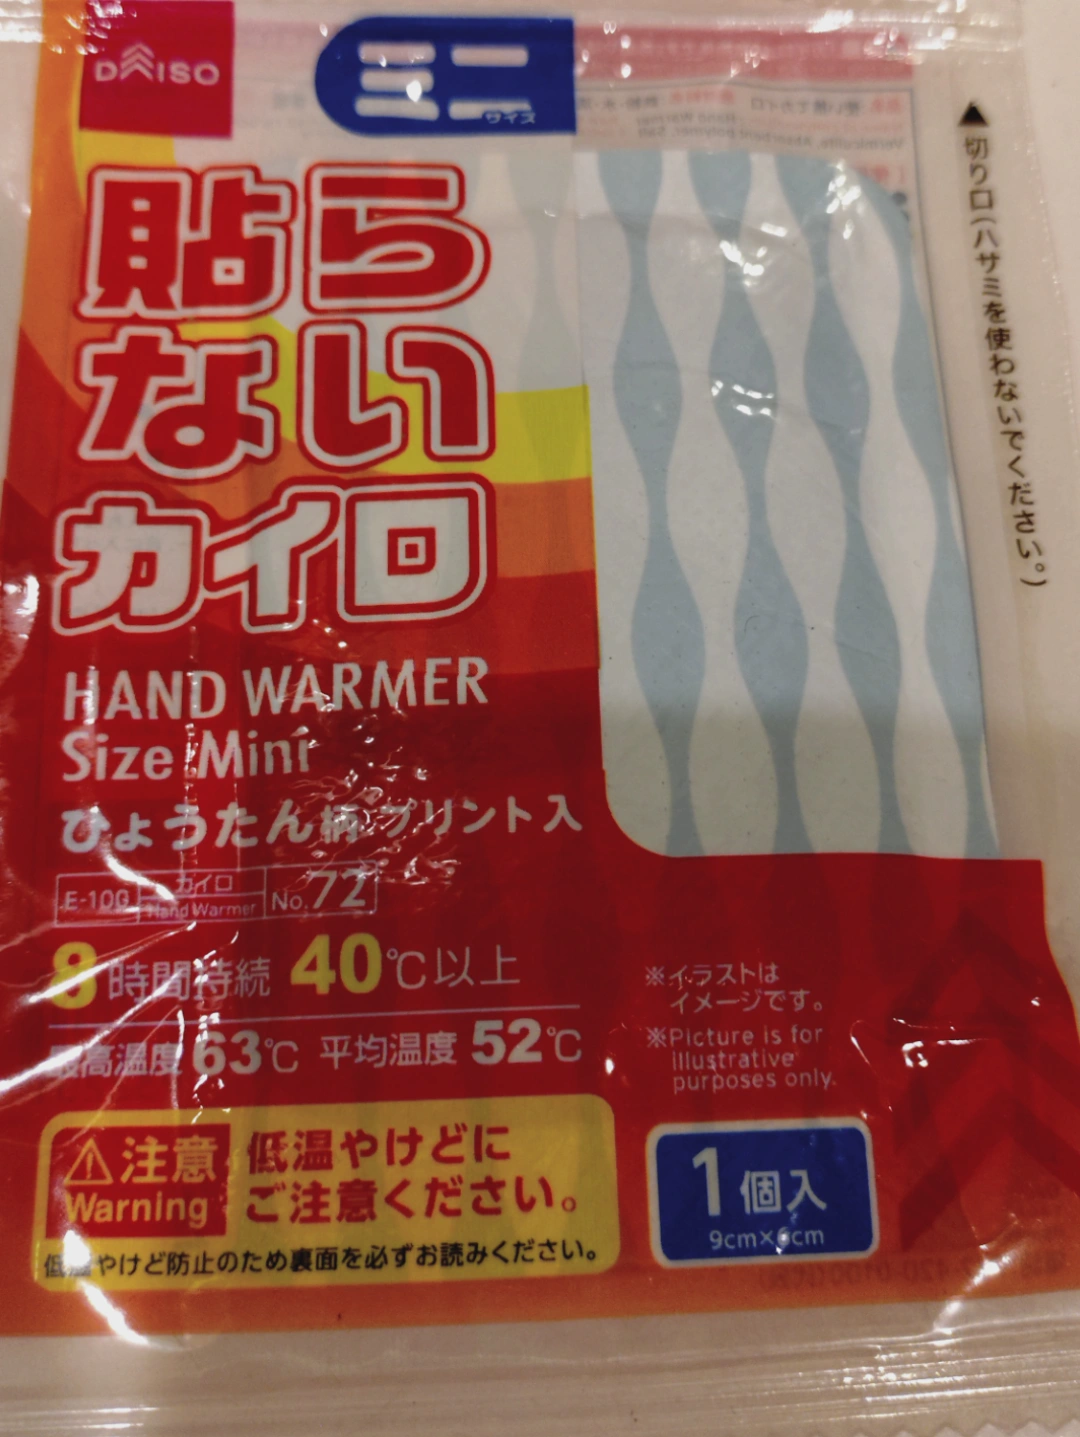 DAISO
ミニ
サイズ
貼ら
ない
カイロ
HAND WARMER
Size Mini
ひょうたん柄プリント入
E-10G カイロ Hand Warmer No.72
8時間持続 40℃以上
最高温度 63℃ 平均温度 52℃
⚠注意
Warning
低温やけどに
ご注意ください。
低温やけど防止のため裏面を必ずお読みください。
▲切り口(ハサミを使わないでください。)
※イラストは
イメージです。
※Picture is for
illustrative
purposes only.
1個入
9cm×6cm